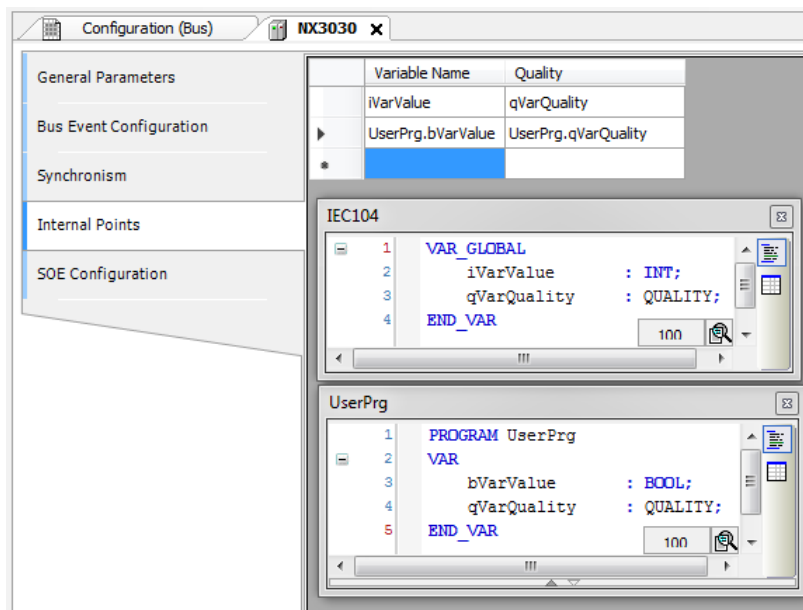 Configuration (Bus) NX3030
General Parameters
Bus Event Configuration
Synchronism
Internal Points
SOE Configuration
Variable Name Quality
iVarValue qVarQuality
UserPrg.bVarValue UserPrg.qVarQuality
IEC104
1 VAR_GLOBAL
2 iVarValue : INT;
3 qVarQuality : QUALITY;
4 END_VAR
100
UserPrg
1 PROGRAM UserPrg
2 VAR
3 bVarValue : BOOL;
4 qVarQuality : QUALITY;
5 END_VAR
100